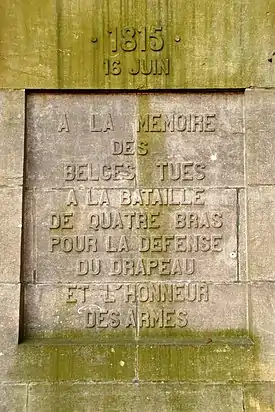 · 1815 ·
16 JUIN
A LA MEMOIRE
DES
BELGES TUES
A LA BATAILLE
DE QUATRE BRAS
POUR LA DEFENSE
DU DRAPEAU
ET L'HONNEUR
DES ARMES